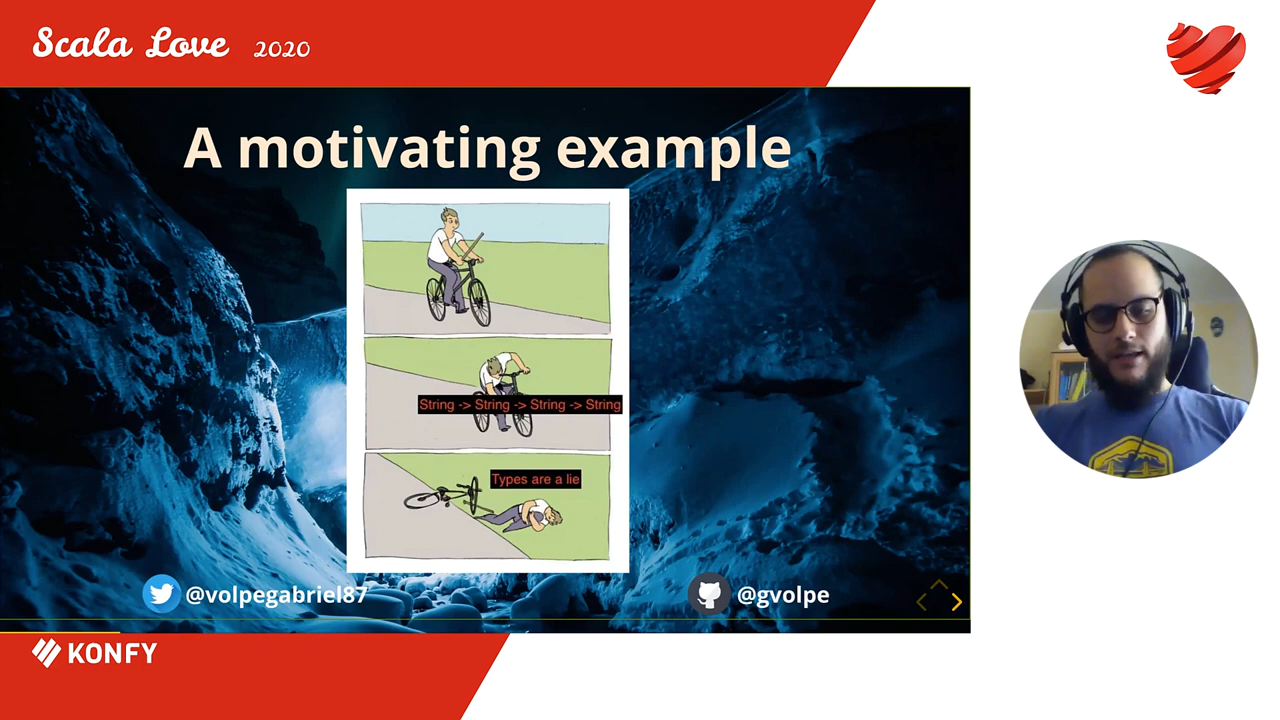 Scala Love 2020
A motivating example
String -> String -> String -> String
Types are a lie
@volpegabriel87
@gvolpe
KONFY